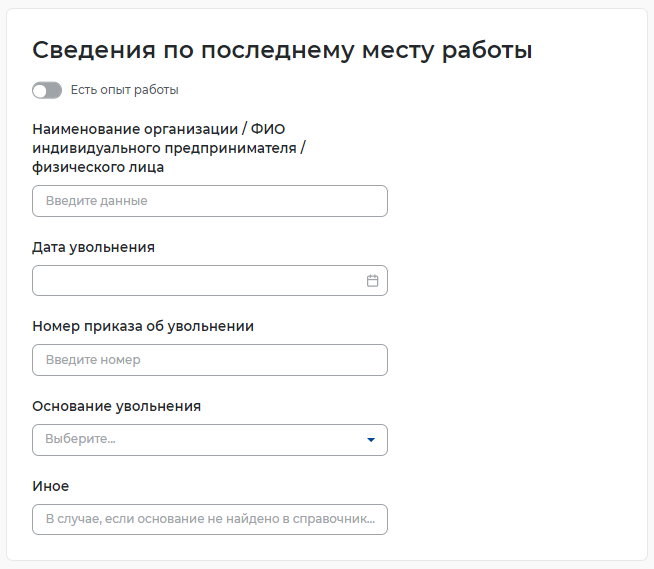 Сведения по последнему месту работы
Есть опыт работы
Наименование организации / ФИО
индивидуального предпринимателя /
физического лица
Введите данные
Дата увольнения
Номер приказа об увольнении
Введите номер
Основание увольнения
Выберите...
Иное
В случае, если основание не найдено в справочник...